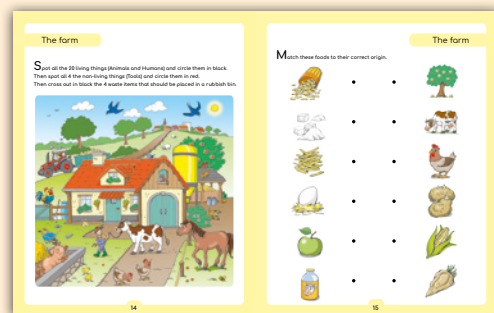 The farm
Spot all the 20 living things (Animals and Humans) and circle them in black.
Then spot all 4 the non-living things (Tools) and circle them in red.
Then cross out in black the 4 waste items that should be placed in a rubbish bin.
14
The farm
Match these foods to their correct origin.
15